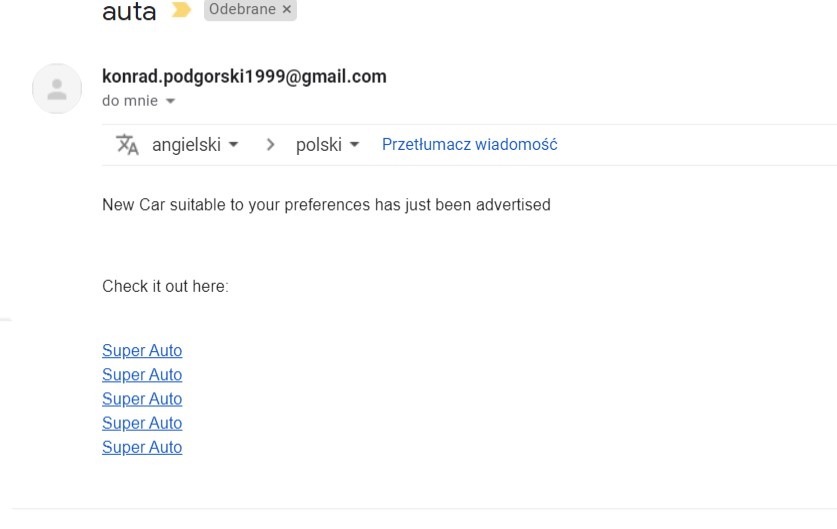 auta Odebrane ×
konrad.podgorski1999@gmail.com
do mnie
angielski > polski Przetłumacz wiadomość
New Car suitable to your preferences has just been advertised
Check it out here:
Super Auto
Super Auto
Super Auto
Super Auto
Super Auto